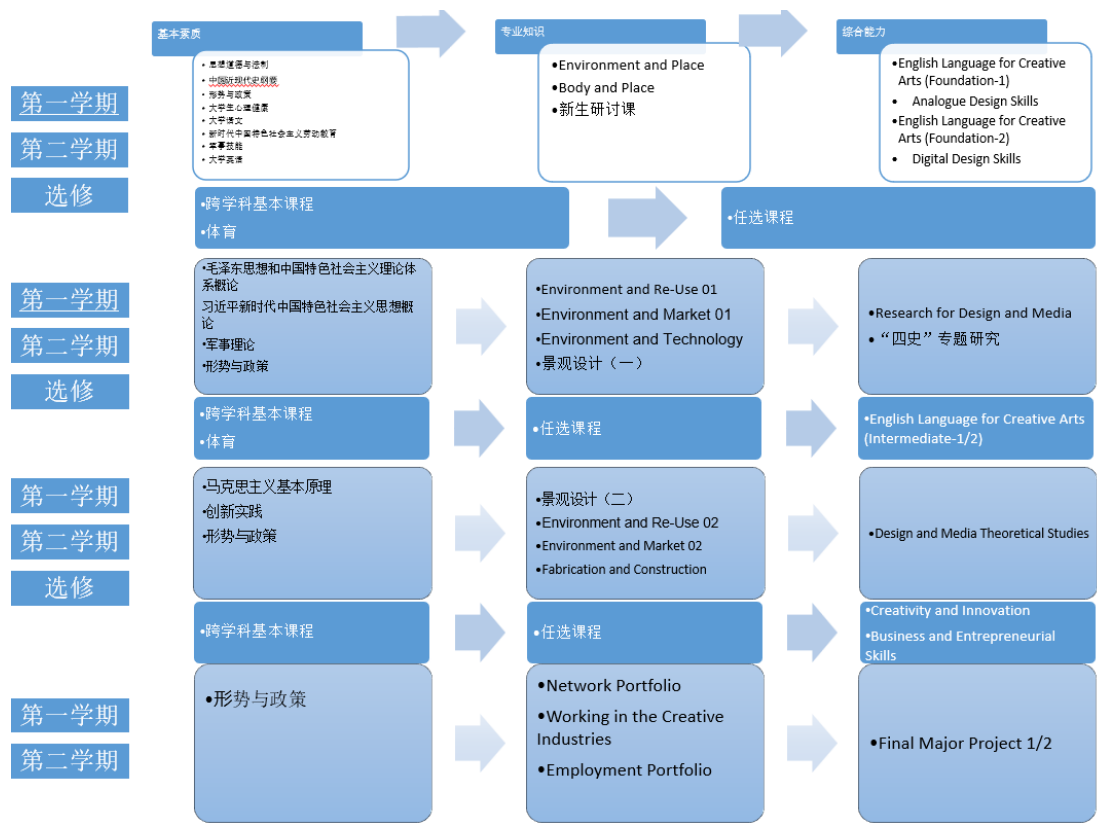 基本素质
专业知识
综合能力
第一学期
第二学期
选修
• 思想道德与法制
• 中国近现代史纲要
• 形势与政策
• 大学生心理健康
• 大学语文
• 新时代中国特色社会主义劳动教育
• 军事技能
• 大学英语
•Environment and Place
•Body and Place
•新生研讨课
•English Language for Creative
Arts (Foundation-1)
• Analogue Design Skills
•English Language for Creative
Arts (Foundation-2)
• Digital Design Skills
•跨学科基本课程
•体育
•任选课程
第一学期
第二学期
选修
•毛泽东思想和中国特色社会主义理论体
系概论
习近平新时代中国特色社会主义思想概
论
•军事理论
•形势与政策
•Environment and Re-Use 01
•Environment and Market 01
•Environment and Technology
•景观设计（一）
•Research for Design and Media
•“四史”专题研究
•跨学科基本课程
•体育
•任选课程
•English Language for Creative Arts
(Intermediate-1/2)
第一学期
第二学期
选修
•马克思主义基本原理
•创新实践
•形势与政策
•景观设计（二）
•Environment and Re-Use 02
•Environment and Market 02
•Fabrication and Construction
•Design and Media Theoretical Studies
•跨学科基本课程
•任选课程
•Creativity and Innovation
•Business and Entrepreneurial
Skills
第一学期
第二学期
•形势与政策
•Network Portfolio
•Working in the Creative
Industries
•Employment Portfolio
•Final Major Project 1/2